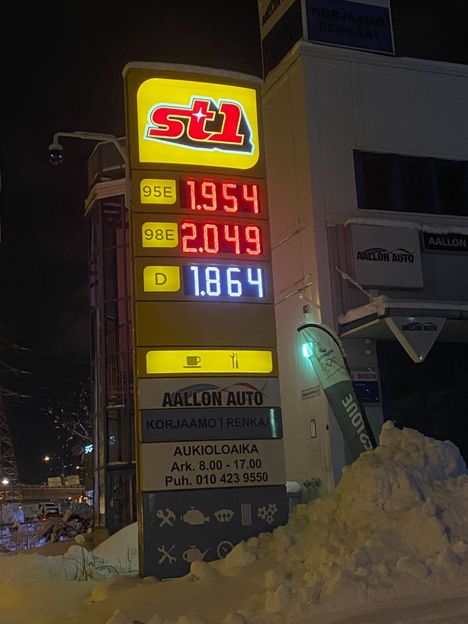 KORJAAMO
RENKAAT
st1
95E 1.954
98E 2.049
D 1.864
AALLON AUTO
AALLON
AALLON AUTO
BOSCH
AALLON AUTO
KORJAAMO | RENKAAT
AUKIOLOAIKA
Ark. 8.00 - 17.00
Puh. 010 423 9550